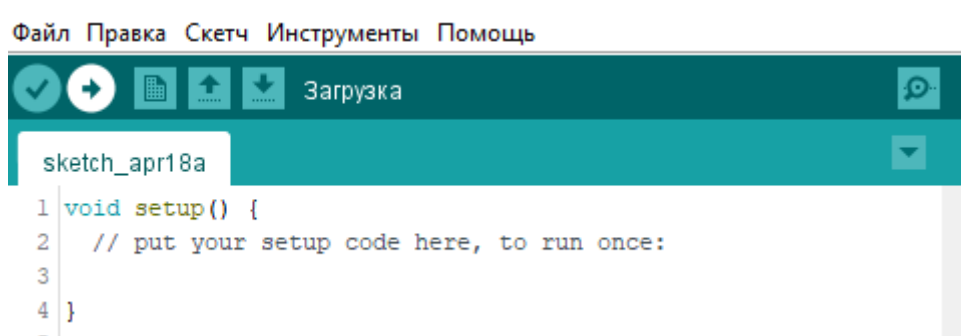 Файл Правка Скетч Инструменты Помощь
Загрузка
sketch_apr18a
1 void setup() {
2   // put your setup code here, to run once:
3
4 }